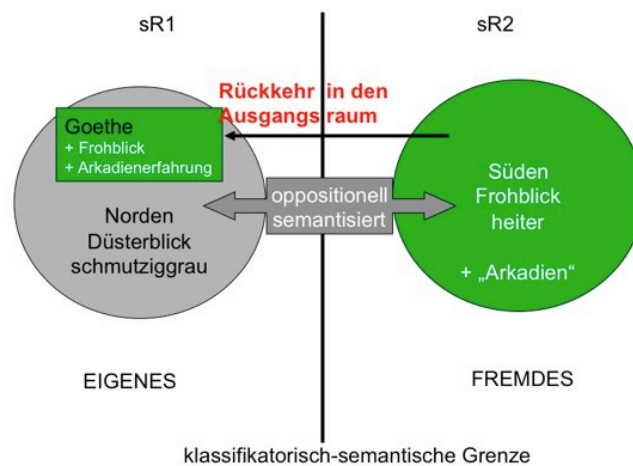 sR1
sR2
Rückkehr in den
Ausgangsraum
Goethe
+ Frohblick
+ Arkadienerfahrung
oppositionell
semantisiert
Norden
Düsterblick
schmutziggrau
Süden
Frohblick
heiter
+ „Arkadien“
EIGENES
FREMDES
klassifikatorisch-semantische Grenze